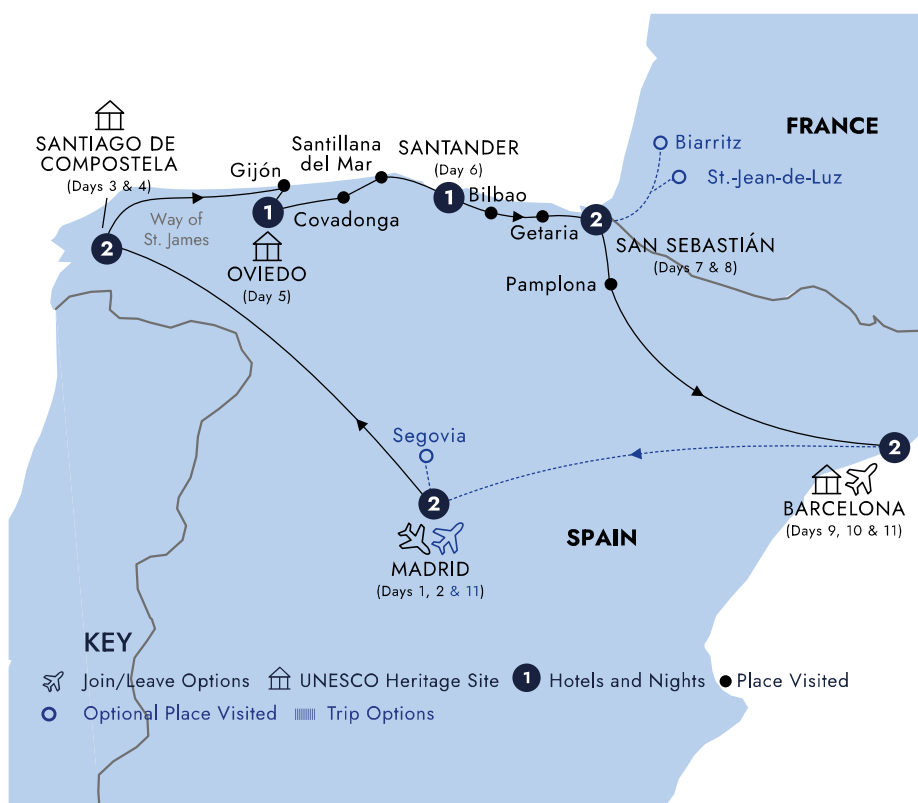 FRANCE
Biarritz
St.-Jean-de-Luz
SANTIAGO DE
COMPOSTELA
(Days 3 & 4)
2
Way of
St. James
Gijón
1
OVIEDO
(Day 5)
Covadonga
Santillana
del Mar
SANTANDER
(Day 6)
1
Bilbao
Getaria
2
SAN SEBASTIÁN
(Days 7 & 8)
Pamplona
Segovia
2
MADRID
(Days 1, 2 & 11)
SPAIN
2
BARCELONA
(Days 9, 10 & 11)
KEY
Join/Leave Options
UNESCO Heritage Site
1
Hotels and Nights
Place Visited
Optional Place Visited
Trip Options